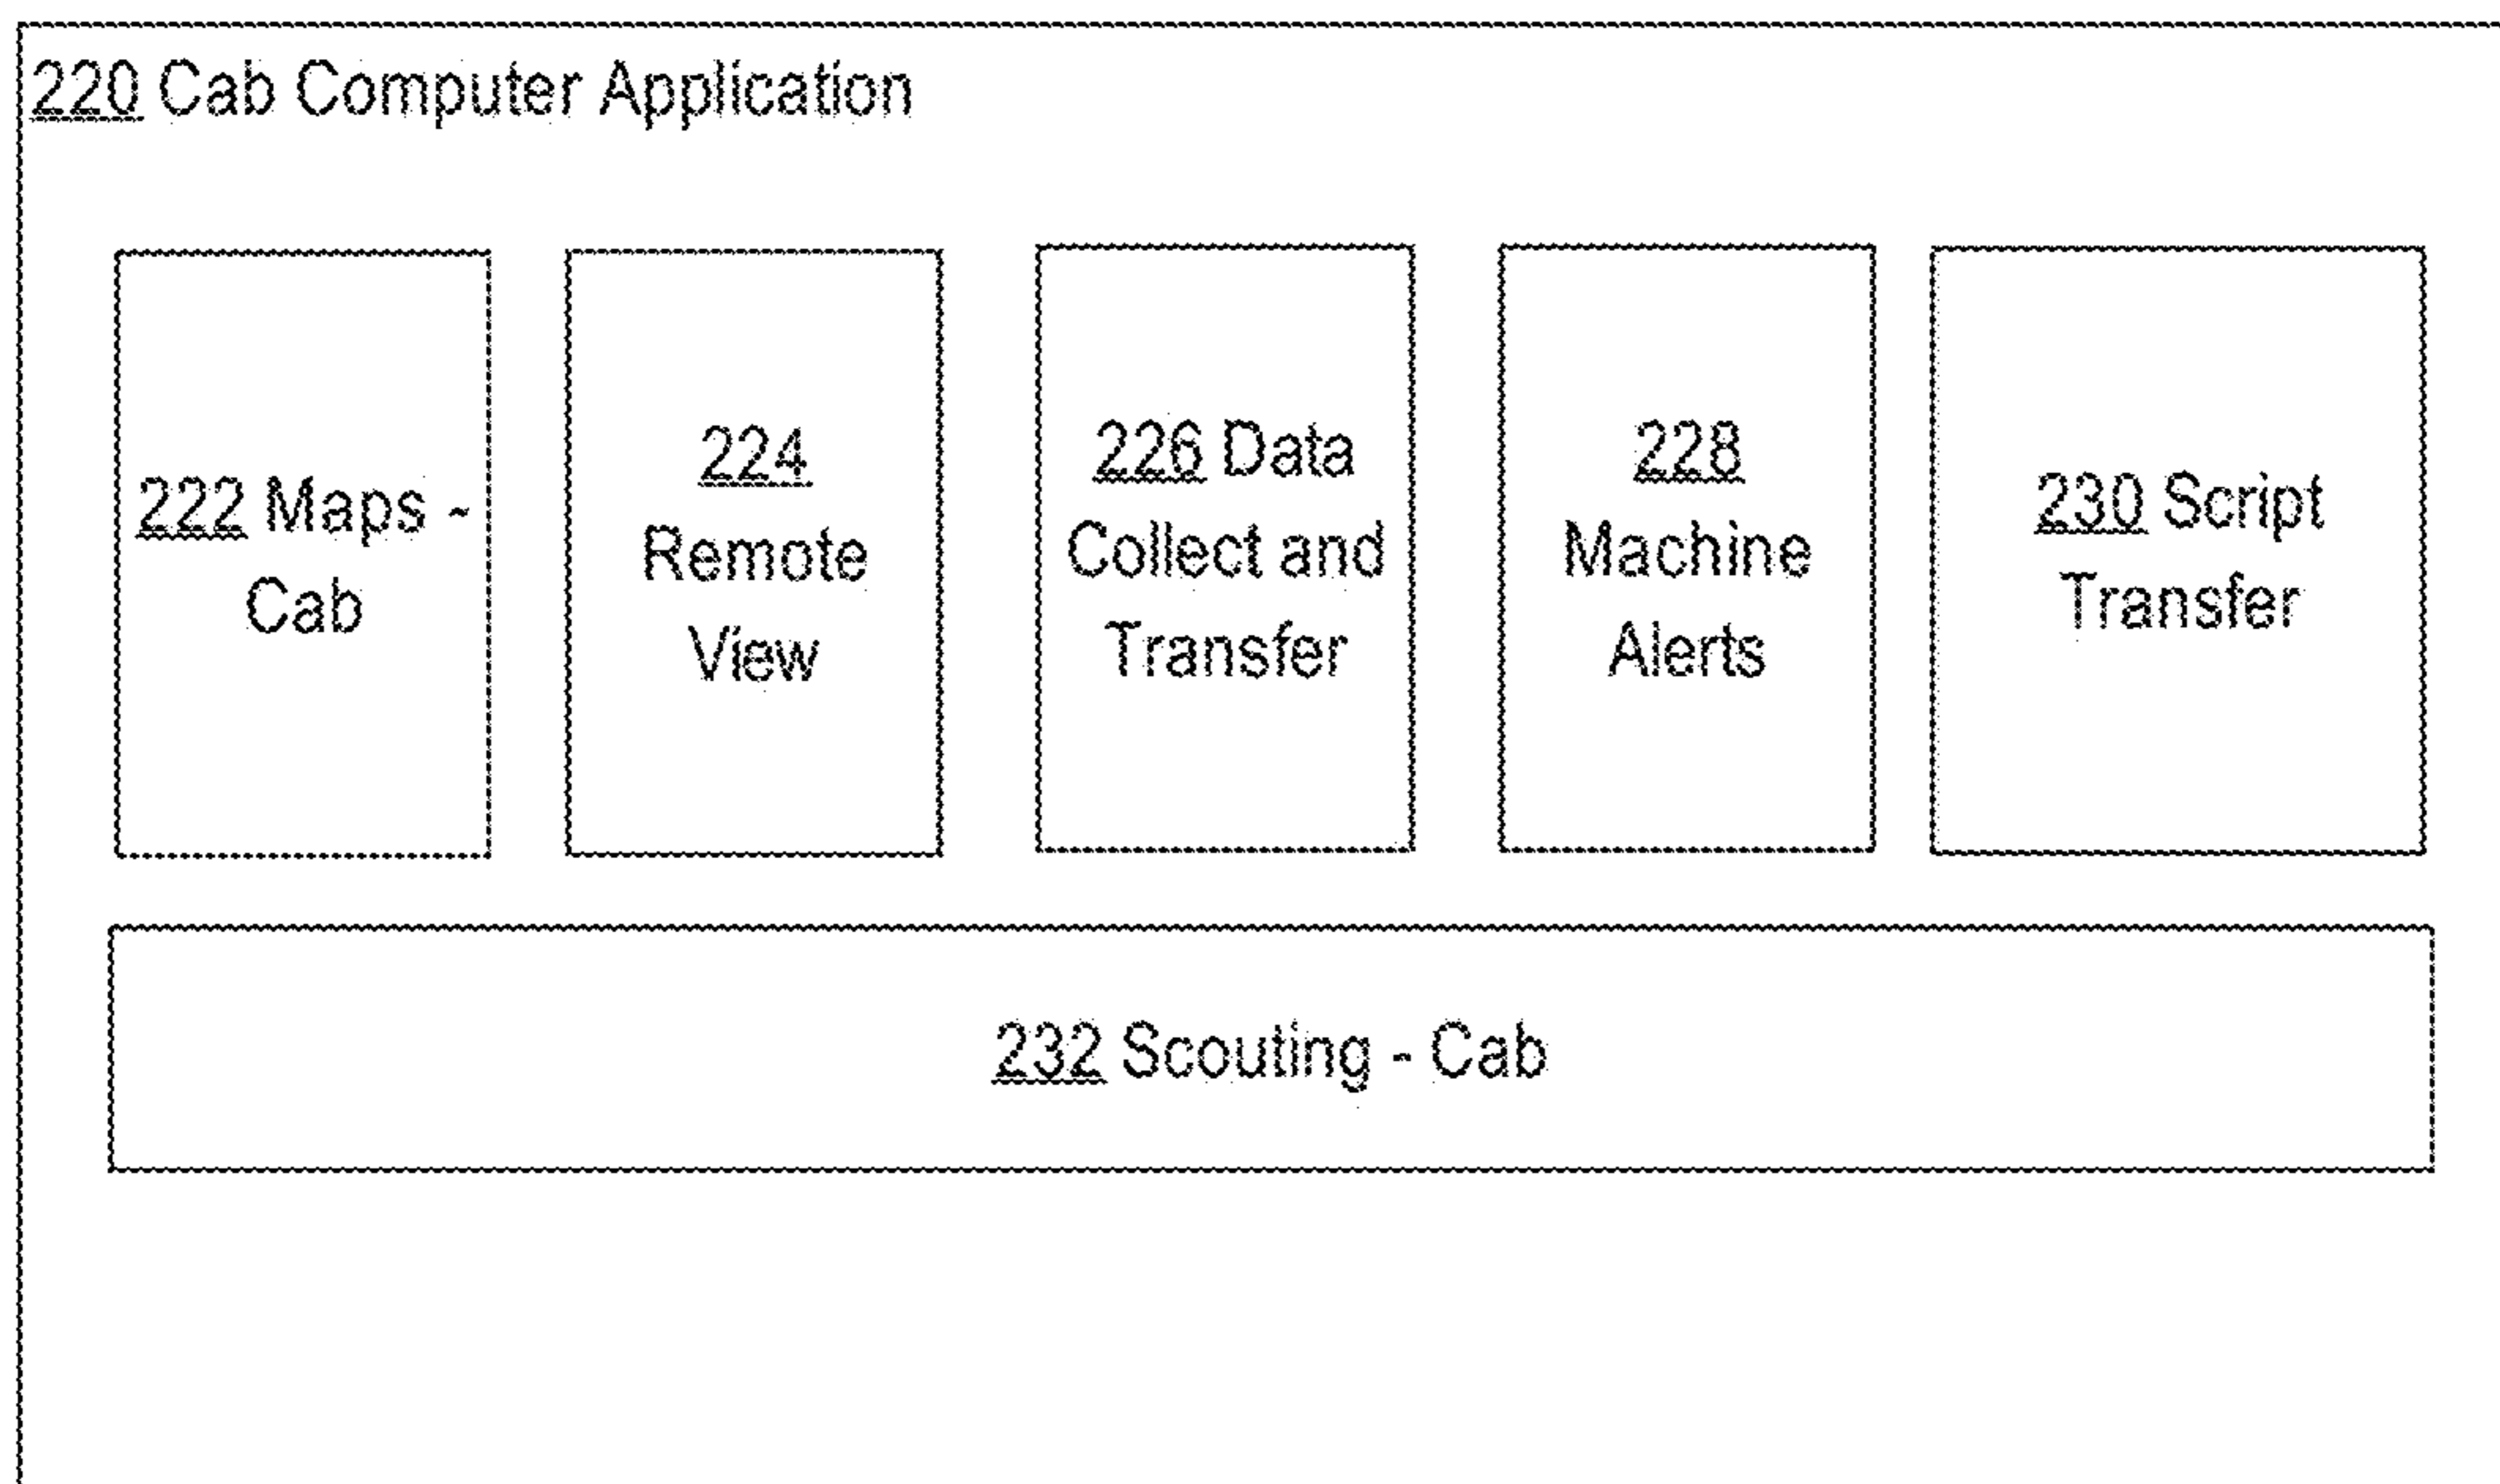 220 Cab Computer Application
222 Maps -
Cab
224
Remote
View
226 Data
Collect and
Transfer
228
Machine
Alerts
230 Script
Transfer
232 Scouting - Cab